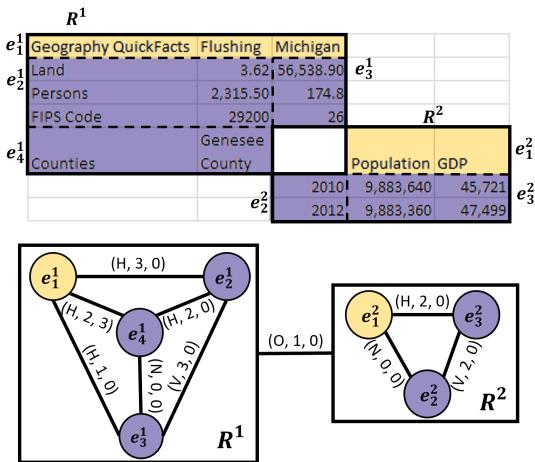 R¹
e₁¹ Geography QuickFacts Flushing Michigan
e₂¹ Land 3.62 56,538.90 e₃¹
Persons 2,315.50 174.8
FIPS Code 29200 26 R²
e₄¹ Counties Genesee County Population GDP e₁²
e₂² 2010 9,883,640 45,721 e₃²
2012 9,883,360 47,499
e₁¹ (H, 3, 0) e₂¹
(H, 2, 3) e₄¹ (H, 2, 0)
(H, 1, 0) (N, 0, 0) (V, 3, 0)
e₃¹ R¹
(O, 1, 0)
e₁² (H, 2, 0) e₃²
(N, 0, 0) (V, 2, 0)
e₂² R²